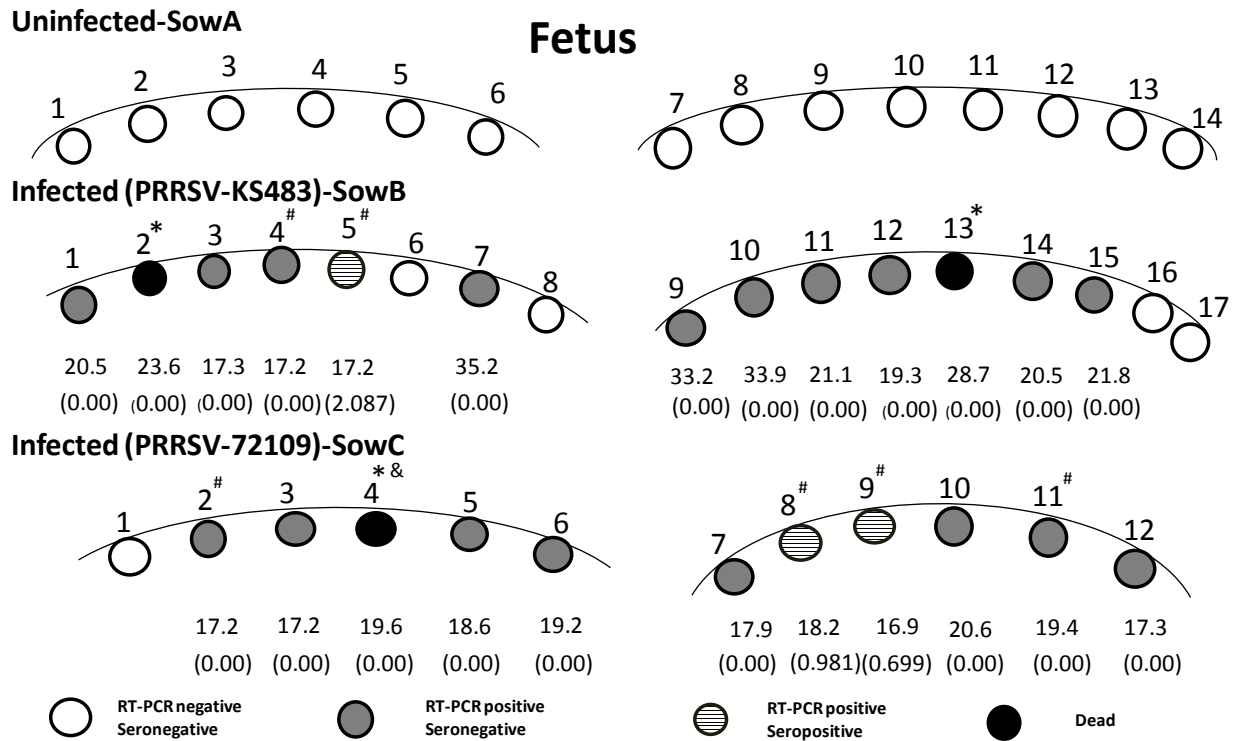 Uninfected-SowA
Fetus
1 2 3 4 5 6 7 8 9 10 11 12 13 14
Infected (PRRSV-KS483)-SowB
1 2* 3 4# 5# 6 7 8 9 10 11 12 13* 14 15 16 17
20.5 23.6 17.3 17.2 17.2 35.2 33.2 33.9 21.1 19.3 28.7 20.5 21.8
(0.00) (0.00) (0.00) (0.00) (2.087) (0.00) (0.00) (0.00) (0.00) (0.00) (0.00) (0.00) (0.00)
Infected (PRRSV-72109)-SowC
1 2# 3 4*& 5 6 7 8# 9# 10 11# 12
17.2 17.2 19.6 18.6 19.2 17.9 18.2 16.9 20.6 19.4 17.3
(0.00) (0.00) (0.00) (0.00) (0.00) (0.00) (0.981) (0.699) (0.00) (0.00) (0.00)
RT-PCR negative
Seronegative
RT-PCR positive
Seronegative
RT-PCR positive
Seropositive
Dead